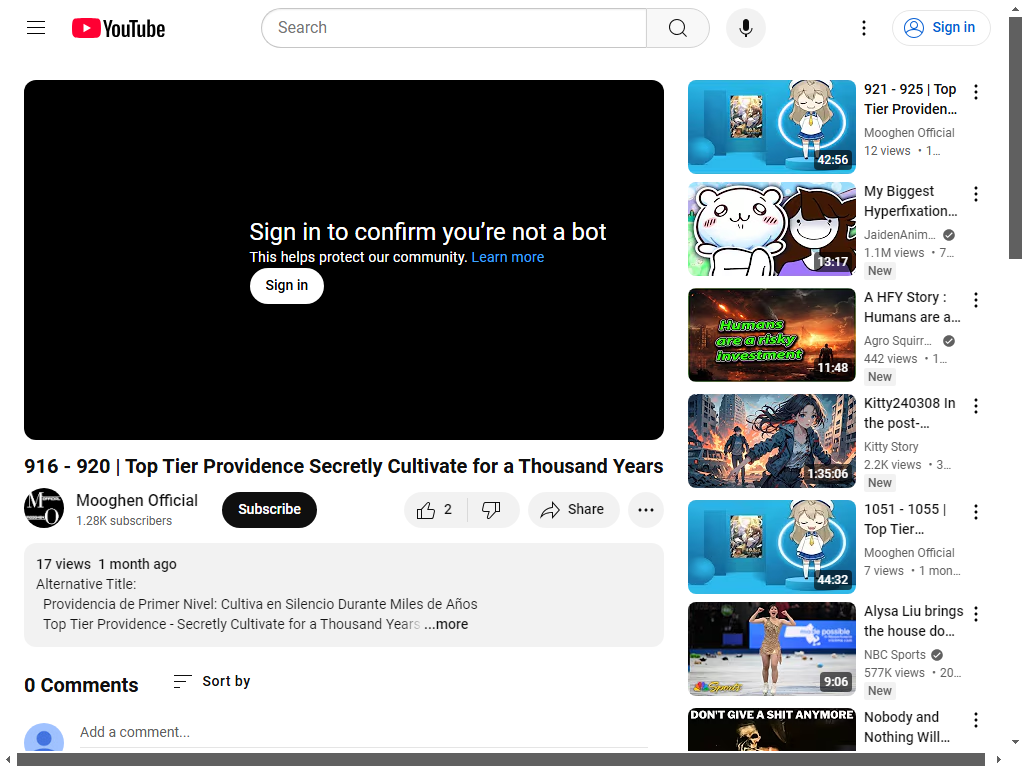 YouTube
Search
Sign in
Sign in to confirm you're not a bot
This helps protect our community. Learn more
Sign in
916 - 920 | Top Tier Providence Secretly Cultivate for a Thousand Years
Mooghen Official
1.28K subscribers
Subscribe
2
Share
17 views 1 month ago
Alternative Title:
Providencia de Primer Nivel: Cultiva en Silencio Durante Miles de Años
Top Tier Providence - Secretly Cultivate for a Thousand Years ...more
0 Comments
Sort by
Add a comment...
42:56
921 - 925 | Top
Tier Providen...
Mooghen Official
12 views • 1...
13:17
My Biggest
Hyperfixation...
JaidenAnim...
1.1M views • 7...
New
Humans
are a risky
investment
11:48
A HFY Story :
Humans are a...
Agro Squirr...
442 views • 1...
New
1:35:06
Kitty240308 In
the post-...
Kitty Story
2.2K views • 3...
New
44:32
1051 - 1055 |
Top Tier...
Mooghen Official
7 views • 1 mon...
made possible
Sports
9:06
Alysa Liu brings
the house do...
NBC Sports
577K views • 20...
New
DON'T GIVE A SHIT ANYMORE
Nobody and
Nothing Will...